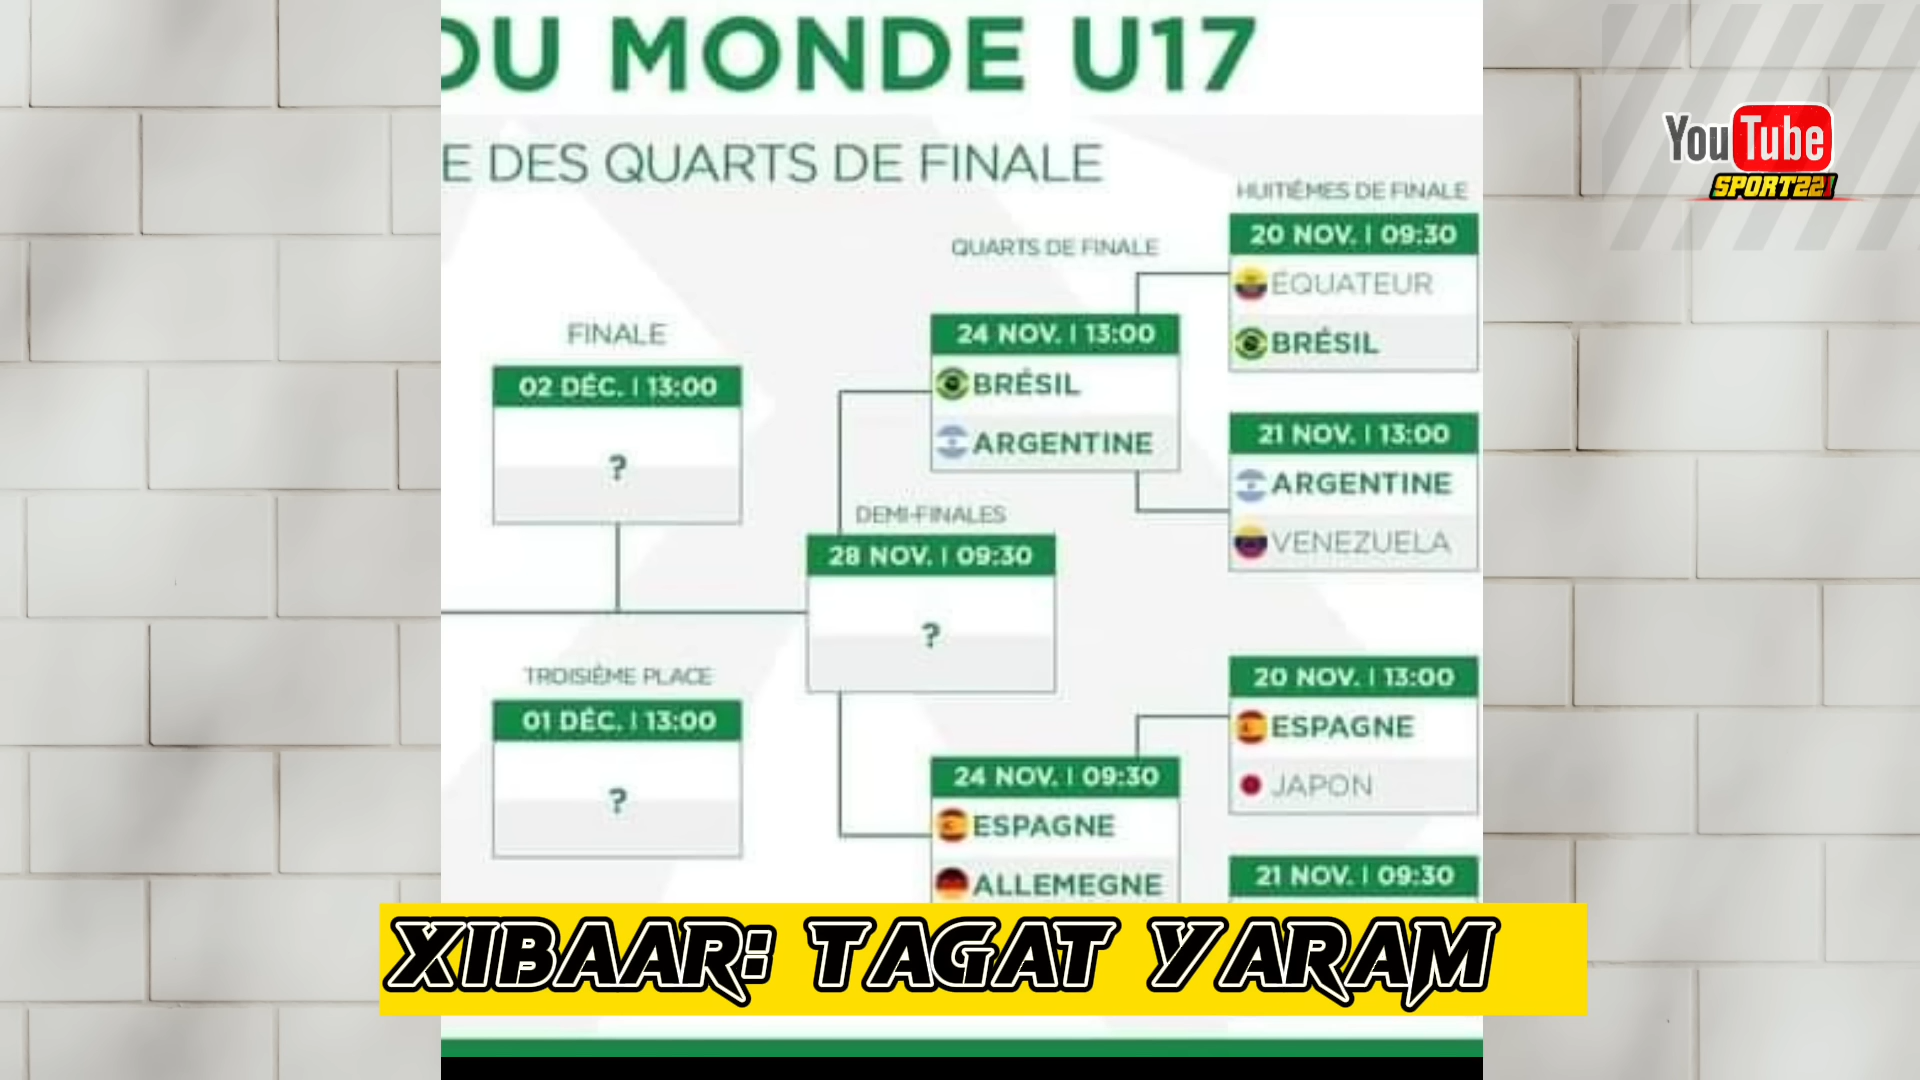 DU MONDE U17
E DES QUARTS DE FINALE
YouTube
SPORT221
HUITIÈMES DE FINALE
20 NOV. | 09:30
ÉQUATEUR
BRÉSIL
QUARTS DE FINALE
24 NOV. | 13:00
BRÉSIL
ARGENTINE
21 NOV. | 13:00
ARGENTINE
VENEZUELA
FINALE
02 DÉC. | 13:00
?
DEMI-FINALES
28 NOV. | 09:30
?
TROISIÈME PLACE
01 DÉC. | 13:00
?
20 NOV. | 13:00
ESPAGNE
JAPON
24 NOV. | 09:30
ESPAGNE
ALLEMEGNE
21 NOV. | 09:30
XIBAAR: TAGAT YARAM